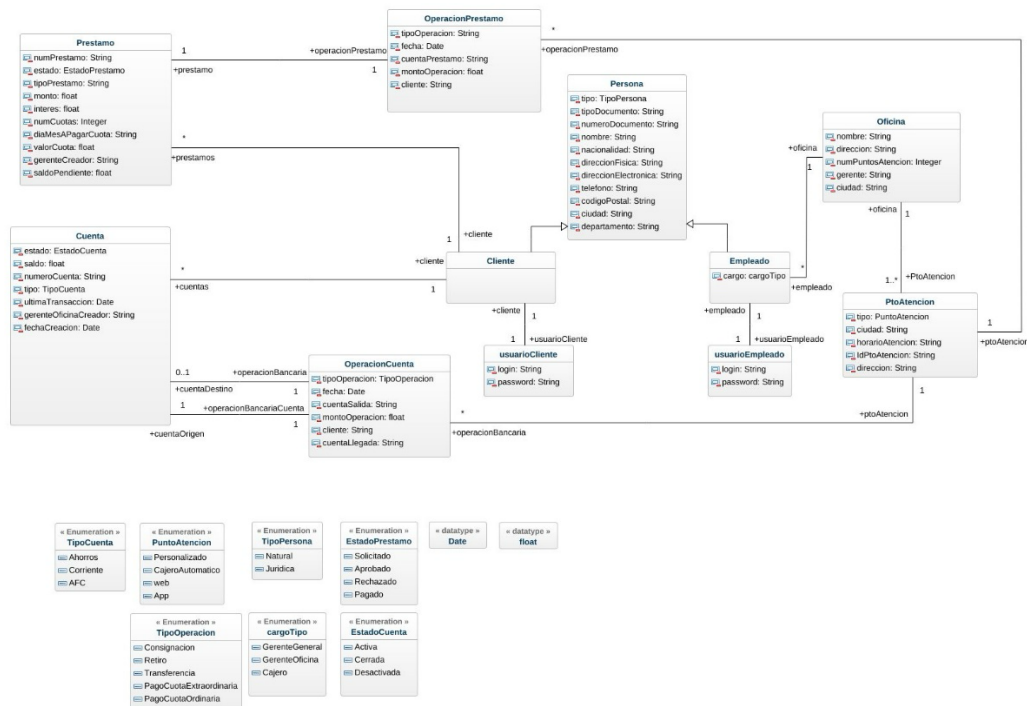 OperacionPrestamo
tipoOperacion: String
fecha: Date
cuentaPrestamo: String
montoOperacion: float
cliente: String
Prestamo
numPrestamo: String
estado: EstadoPrestamo
tipoPrestamo: String
monto: float
interes: float
numCuotas: Integer
diaMesAPagarCuota: String
valorCuota: float
gerenteCreador: String
saldoPendiente: float
1
+operacionPrestamo
+prestamo
1
*
+operacionPrestamo
*
+prestamos
Persona
tipo: TipoPersona
tipoDocumento: String
numeroDocumento: String
nombre: String
nacionalidad: String
direccionFisica: String
direccionElectronica: String
telefono: String
codigoPostal: String
ciudad: String
departamento: String
Oficina
nombre: String
direccion: String
numPuntosAtencion: Integer
gerente: String
ciudad: String
+oficina
1
+oficina
1
Cuenta
estado: EstadoCuenta
saldo: float
numeroCuenta: String
tipo: TipoCuenta
ultimaTransaccion: Date
gerenteOficinaCreador: String
fechaCreacion: Date
1
+cliente
+cliente
*
+cuentas
1
Cliente
Empleado
cargo: cargoTipo
*
+empleado
1..*
+PtoAtencion
PtoAtencion
tipo: PuntoAtencion
ciudad: String
horarioAtencion: String
IdPtoAtencion: String
direccion: String
1
+ptoAtencion
+cliente
1
1
+usuarioCliente
+empleado
1
1
+usuarioEmpleado
usuarioCliente
login: String
password: String
usuarioEmpleado
login: String
password: String
OperacionCuenta
tipoOperacion: TipoOperacion
fecha: Date
cuentaSalida: String
montoOperacion: float
cliente: String
cuentaLlegada: String
0..1
+operacionBancaria
+cuentaDestino
1
1
+operacionBancariaCuenta
+cuentaOrigen
1
*
+operacionBancaria
1
+ptoAtencion
« Enumeration »
TipoCuenta
Ahorros
Corriente
AFC
« Enumeration »
PuntoAtencion
Personalizado
CajeroAutomatico
web
App
« Enumeration »
TipoPersona
Natural
Juridica
« Enumeration »
EstadoPrestamo
Solicitado
Aprobado
Rechazado
Pagado
« datatype »
Date
« datatype »
float
« Enumeration »
TipoOperacion
Consignacion
Retiro
Transferencia
PagoCuotaExtraordinaria
PagoCuotaOrdinaria
« Enumeration »
cargoTipo
GerenteGeneral
GerenteOficina
Cajero
« Enumeration »
EstadoCuenta
Activa
Cerrada
Desactivada